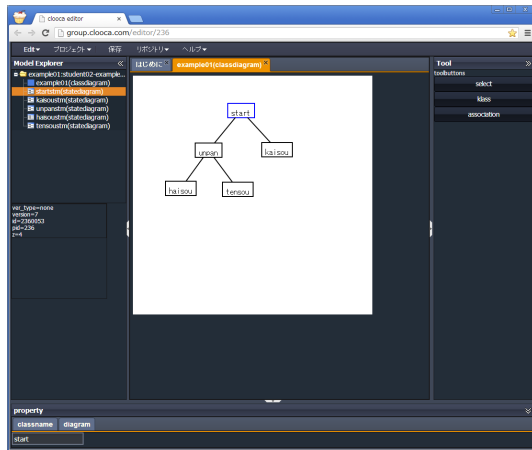 clooca editor
group.clooca.com/editor/236
Edit プロジェクト 保存 リポジトリ ヘルプ
Model Explorer
example01:student02-example...
example01(classdiagram)
startstm(statediagram)
kaisoustm(statediagram)
unpanstm(statediagram)
haisoustm(statediagram)
tensoustm(statediagram)
ver_type=none
version=7
id=2360053
pid=236
z=4
はじめに example01(classdiagram)
start
unpan
kaisou
haisou
tensou
Tool
toolbuttons
select
klass
association
property
classname diagram
start